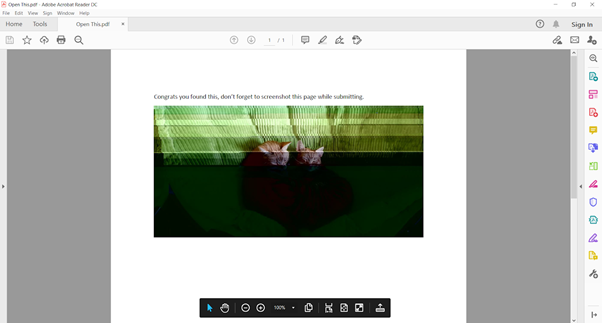 Open This.pdf - Adobe Acrobat Reader DC
File Edit View Sign Window Help
Home Tools Open This.pdf × Sign In
1 / 1
Congrats you found this, don't forget to screenshot this page while submitting.
100%